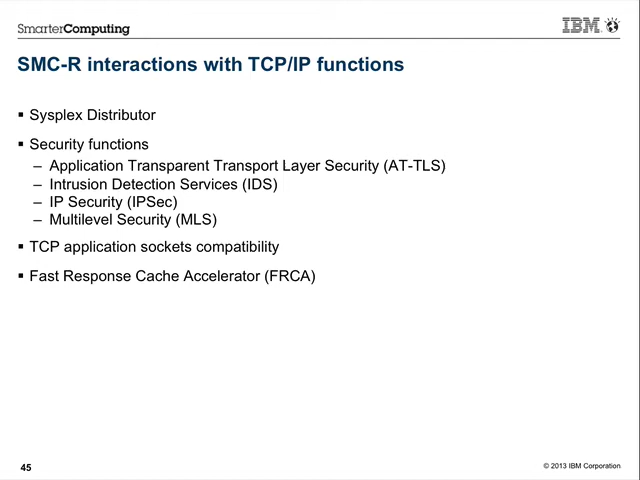 SmarterComputing
IBM
SMC-R interactions with TCP/IP functions
▪ Sysplex Distributor
▪ Security functions
– Application Transparent Transport Layer Security (AT-TLS)
– Intrusion Detection Services (IDS)
– IP Security (IPSec)
– Multilevel Security (MLS)
▪ TCP application sockets compatibility
▪ Fast Response Cache Accelerator (FRCA)
45
© 2013 IBM Corporation